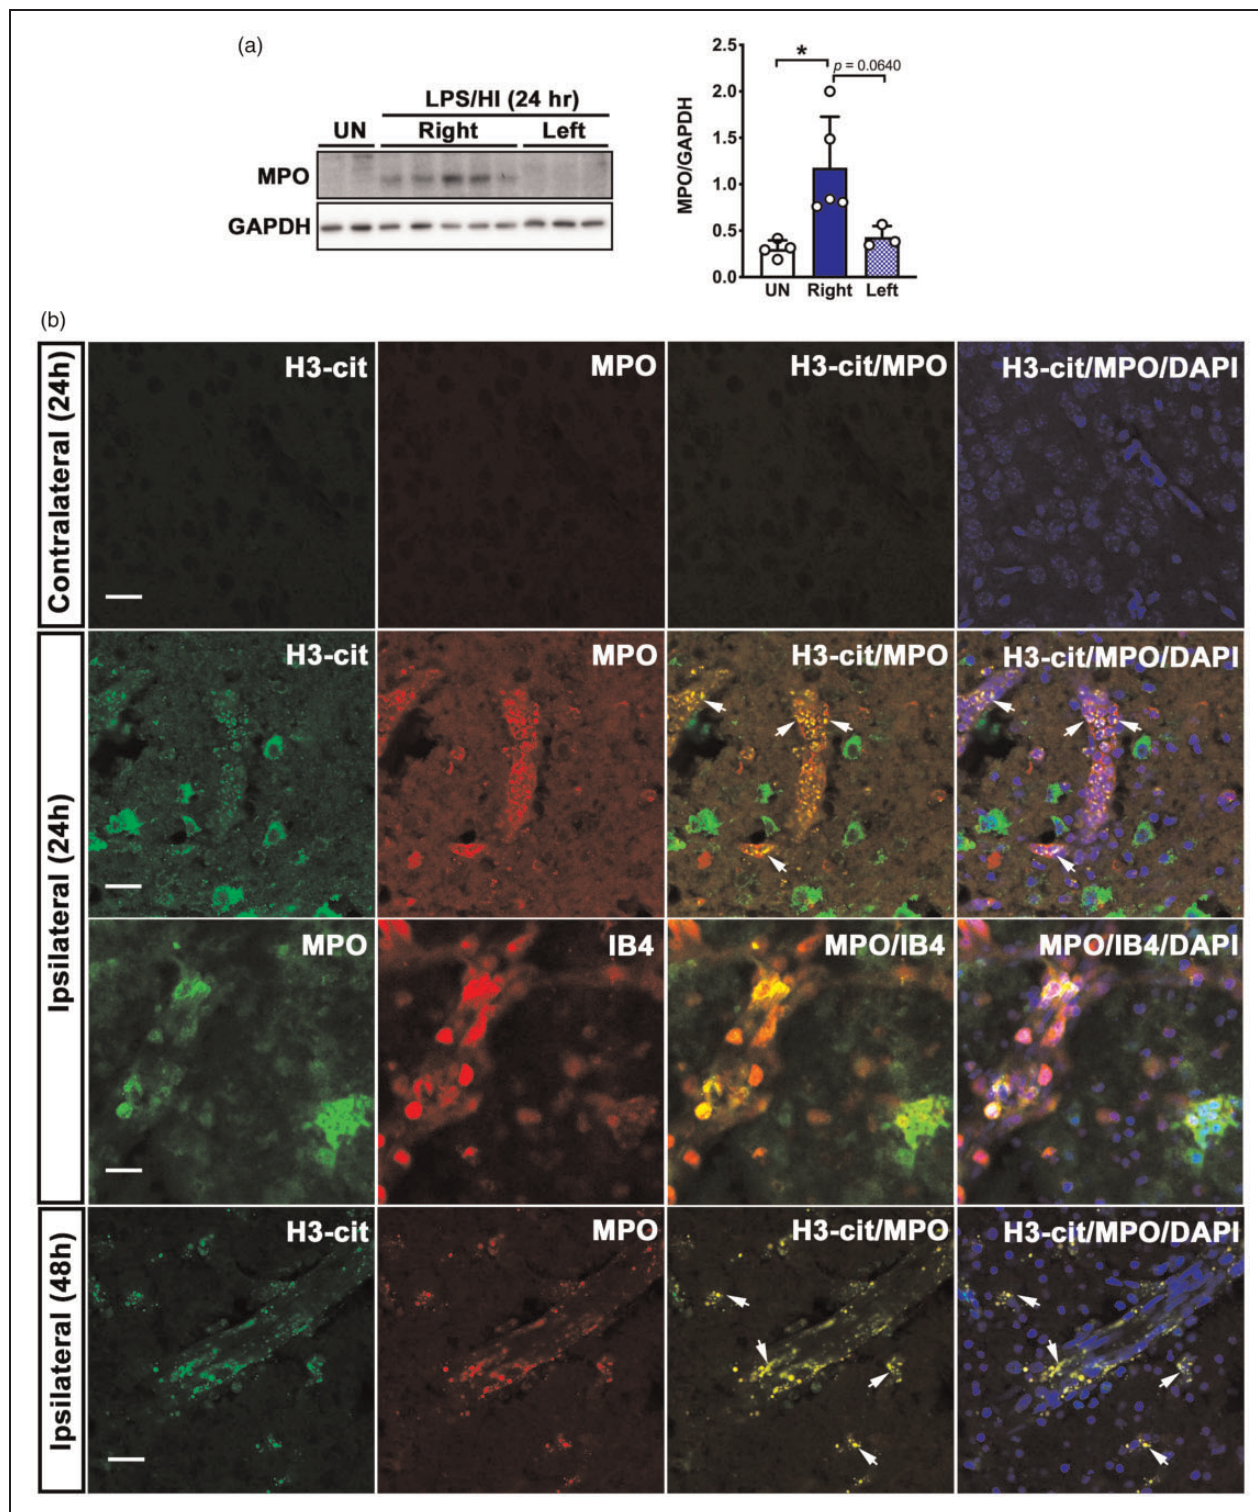 (a)
LPS/HI (24 hr)
UN Right Left
MPO
GAPDH
2.5
2.0
1.5
1.0
0.5
0.0
MPO/GAPDH
*
p = 0.0640
UN Right Left
(b)
Contralateral (24h)
H3-cit MPO H3-cit/MPO H3-cit/MPO/DAPI
Ipsilateral (24h)
H3-cit MPO H3-cit/MPO H3-cit/MPO/DAPI
MPO IB4 MPO/IB4 MPO/IB4/DAPI
Ipsilateral (48h)
H3-cit MPO H3-cit/MPO H3-cit/MPO/DAPI